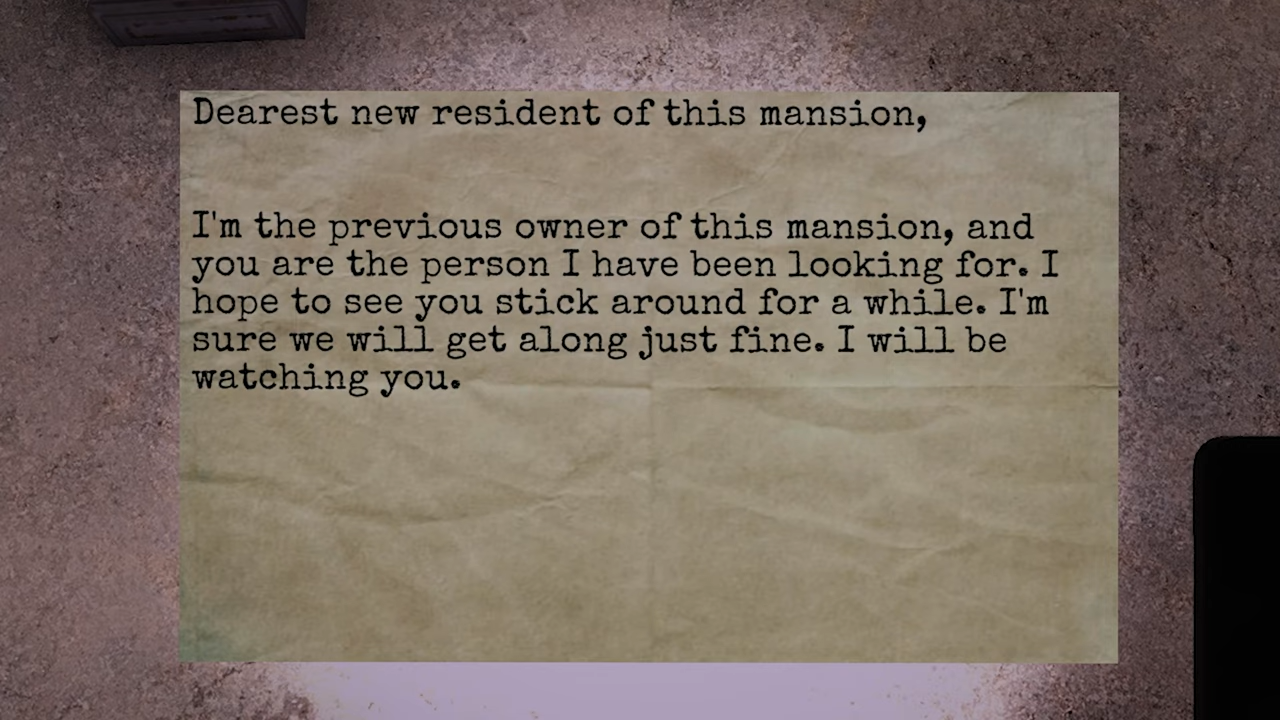 Dearest new resident of this mansion,
I'm the previous owner of this mansion, and
you are the person I have been looking for. I
hope to see you stick around for a while. I'm
sure we will get along just fine. I will be
watching you.